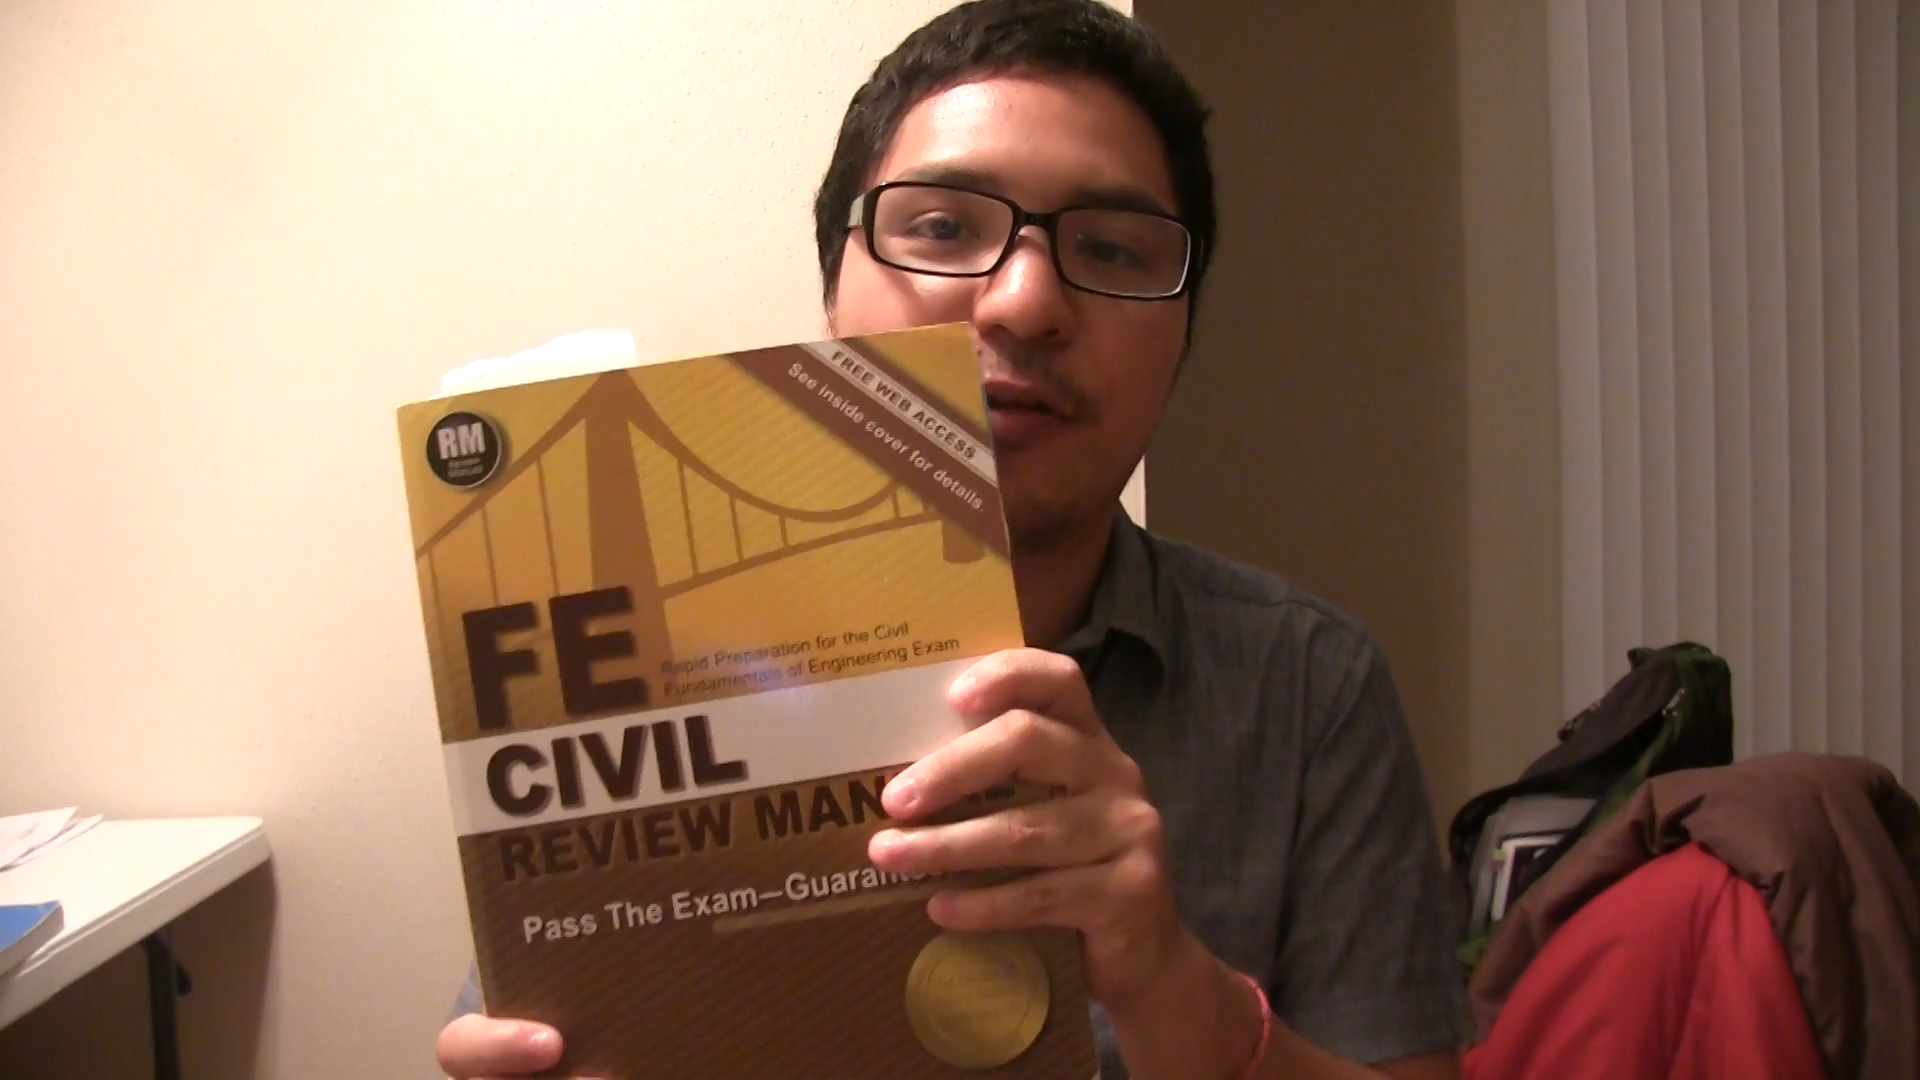 FREE WEB ACCESS
See inside cover for details.
RM
FE
Rapid Preparation for the Civil
Fundamentals of Engineering Exam
CIVIL
REVIEW MAN
Pass The Exam—Guarante